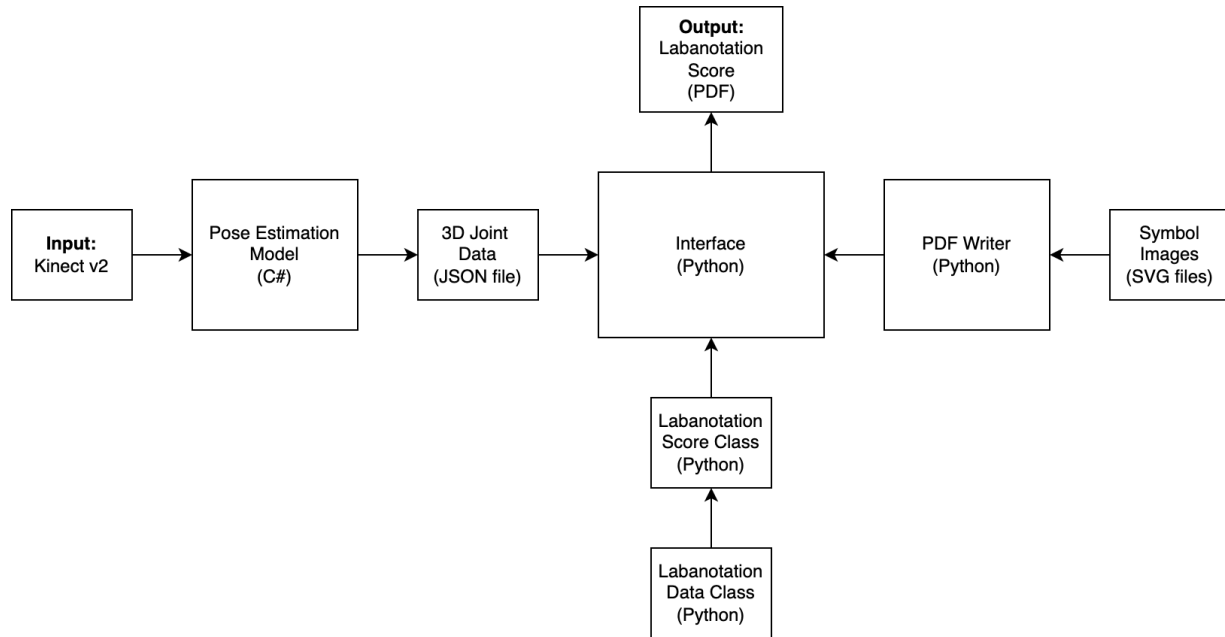 Output:
Labanotation
Score
(PDF)
Input:
Kinect v2
Pose Estimation
Model
(C#)
3D Joint
Data
(JSON file)
Interface
(Python)
PDF Writer
(Python)
Symbol
Images
(SVG files)
Labanotation
Score Class
(Python)
Labanotation
Data Class
(Python)